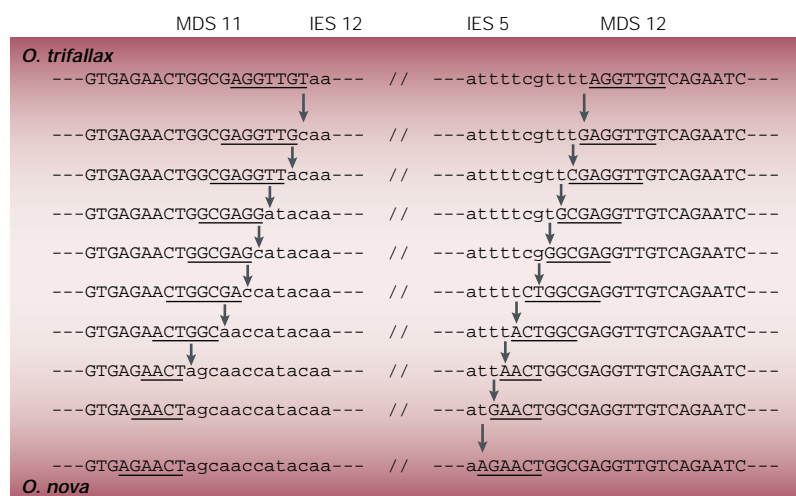 MDS 11 IES 12 IES 5 MDS 12
O. trifallax
---GTGAGAACTGGCGAGGTTGTaa--- // ---attttcgttttAGGTTGTCAGAATC---
---GTGAGAACTGGCGAGGTTGcaa--- // ---attttcgtttGAGGTTGTCAGAATC---
---GTGAGAACTGGCGAGGTTacaa--- // ---attttcgttCGAGGTTGTCAGAATC---
---GTGAGAACTGGCGAGGatacaa--- // ---attttcgtGCGAGGTTGTCAGAATC---
---GTGAGAACTGGCGAGcatacaa--- // ---attttcgGGCGAGGTTGTCAGAATC---
---GTGAGAACTGGCGAccatacaa--- // ---attttCTGGCGAGGTTGTCAGAATC---
---GTGAGAACTGGCaaccatacaa--- // ---atttACTGGCGAGGTTGTCAGAATC---
---GTGAGAACTagcaaccatacaa--- // ---attAACTGGCGAGGTTGTCAGAATC---
---GTGAGAACTagcaaccatacaa--- // ---atGAACTGGCGAGGTTGTCAGAATC---
---GTGAGAACTagcaaccatacaa--- // ---aAGAACTGGCGAGGTTGTCAGAATC---
O. nova